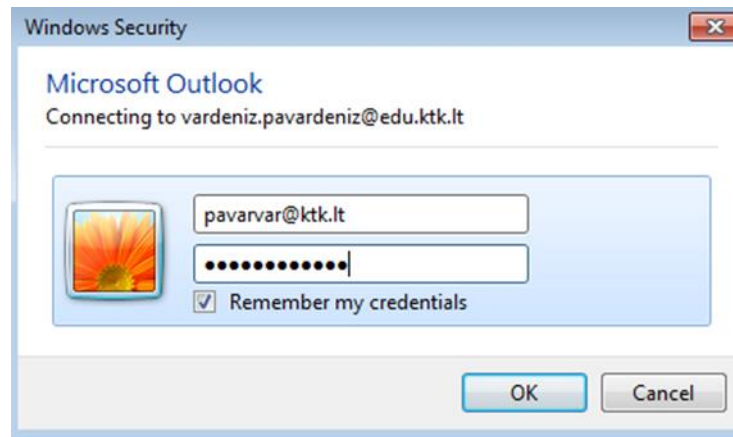 Windows Security
Microsoft Outlook
Connecting to vardeniz.pavardeniz@edu.ktk.lt
pavarvar@ktk.lt
●●●●●●●●●●●●
Remember my credentials
OK
Cancel